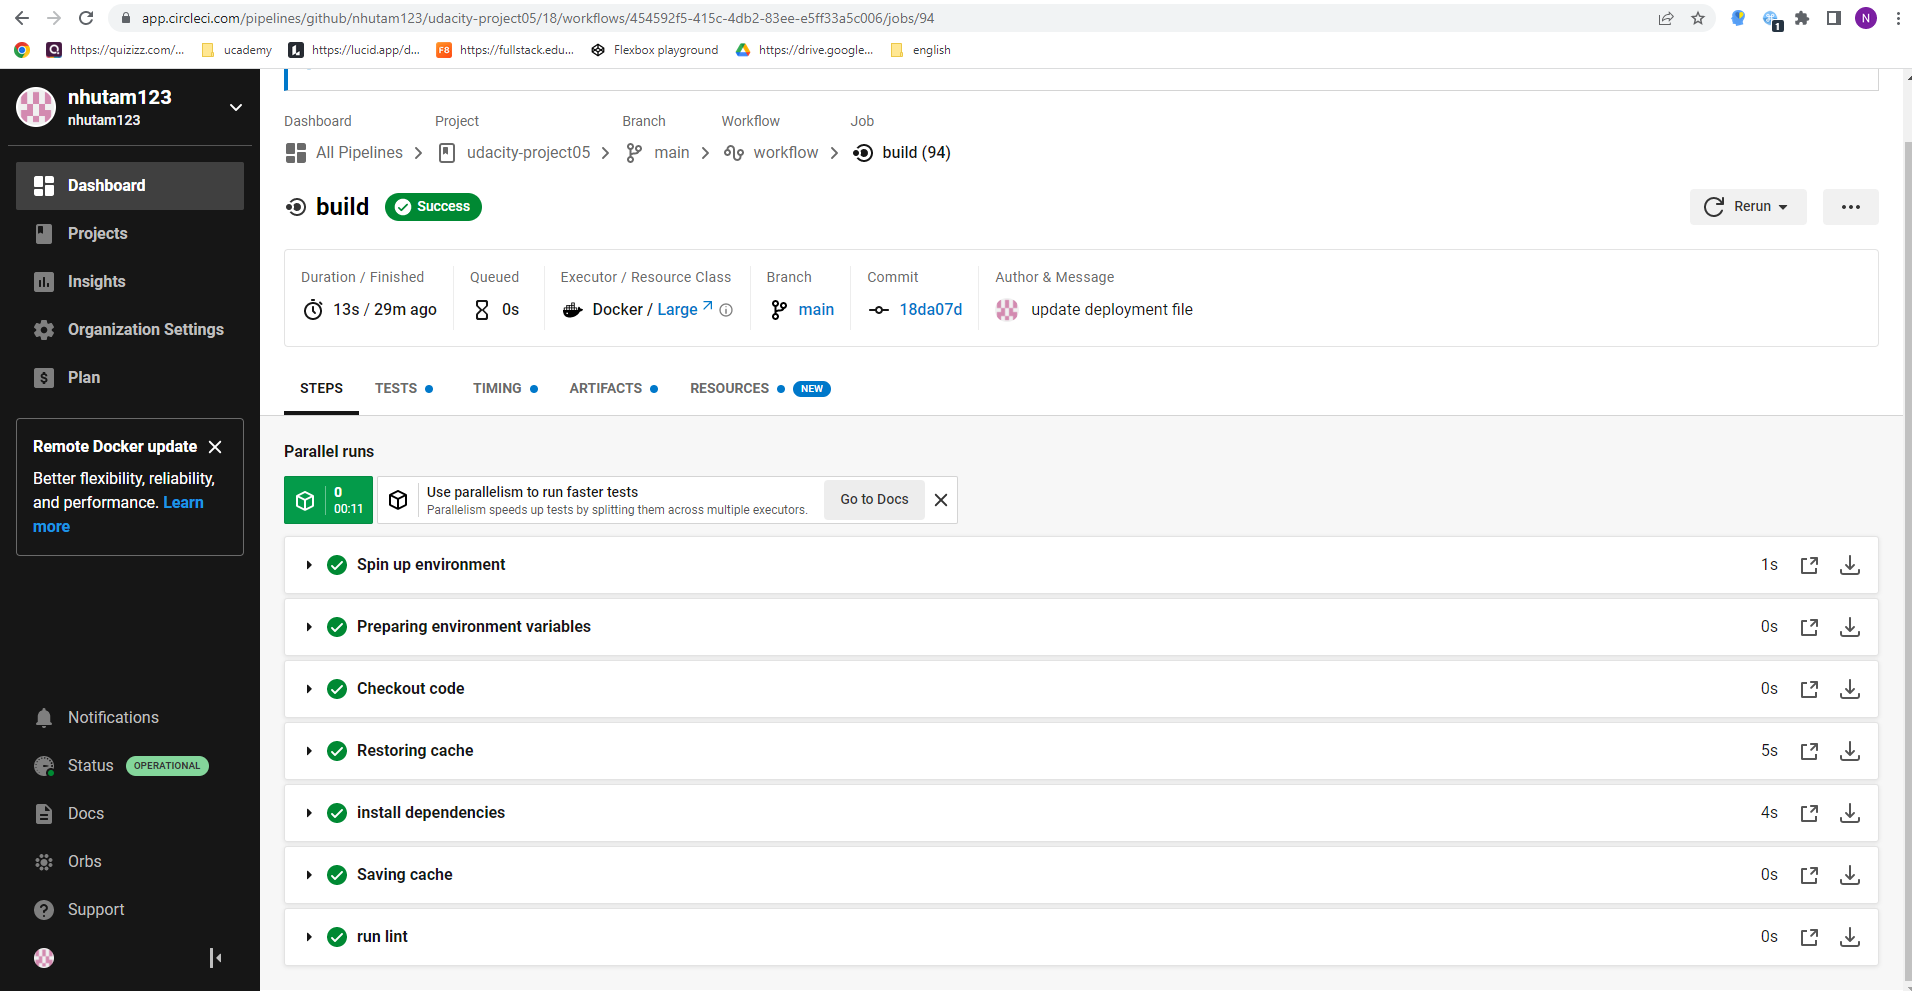 app.circleci.com/pipelines/github/nhutam123/udacity-project05/18/workflows/454592f5-415c-4db2-83ee-e5ff33a5c006/jobs/94
N
1
https://quizizz.com/...
ucademy
https://lucid.app/d...
F8
https://fullstack.edu...
Flexbox playground
https://drive.google...
english
nhutam123
nhutam123
Dashboard
Projects
Insights
Organization Settings
Plan
Remote Docker update
Better flexibility, reliability,
and performance. Learn
more
Notifications
Status OPERATIONAL
Docs
Orbs
Support
Dashboard Project Branch Workflow Job
All Pipelines udacity-project05 main workflow build (94)
build Success Rerun
Duration / Finished Queued Executor / Resource Class Branch Commit Author & Message
13s / 29m ago 0s Docker / Large main 18da07d update deployment file
STEPS TESTS TIMING ARTIFACTS RESOURCES NEW
Parallel runs
0
00:11
Use parallelism to run faster tests
Parallelism speeds up tests by splitting them across multiple executors.
Go to Docs
Spin up environment 1s
Preparing environment variables 0s
Checkout code 0s
Restoring cache 5s
install dependencies 4s
Saving cache 0s
run lint 0s